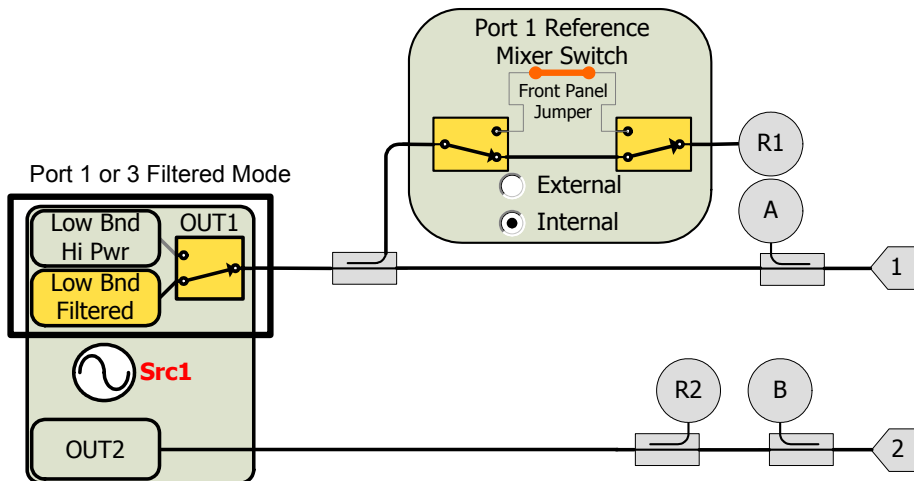 Port 1 Reference
Mixer Switch
Front Panel
Jumper
R1
External
Internal
A
Port 1 or 3 Filtered Mode
Low Bnd
Hi Pwr
OUT1
Low Bnd
Filtered
1
Src1
R2
B
OUT2
2